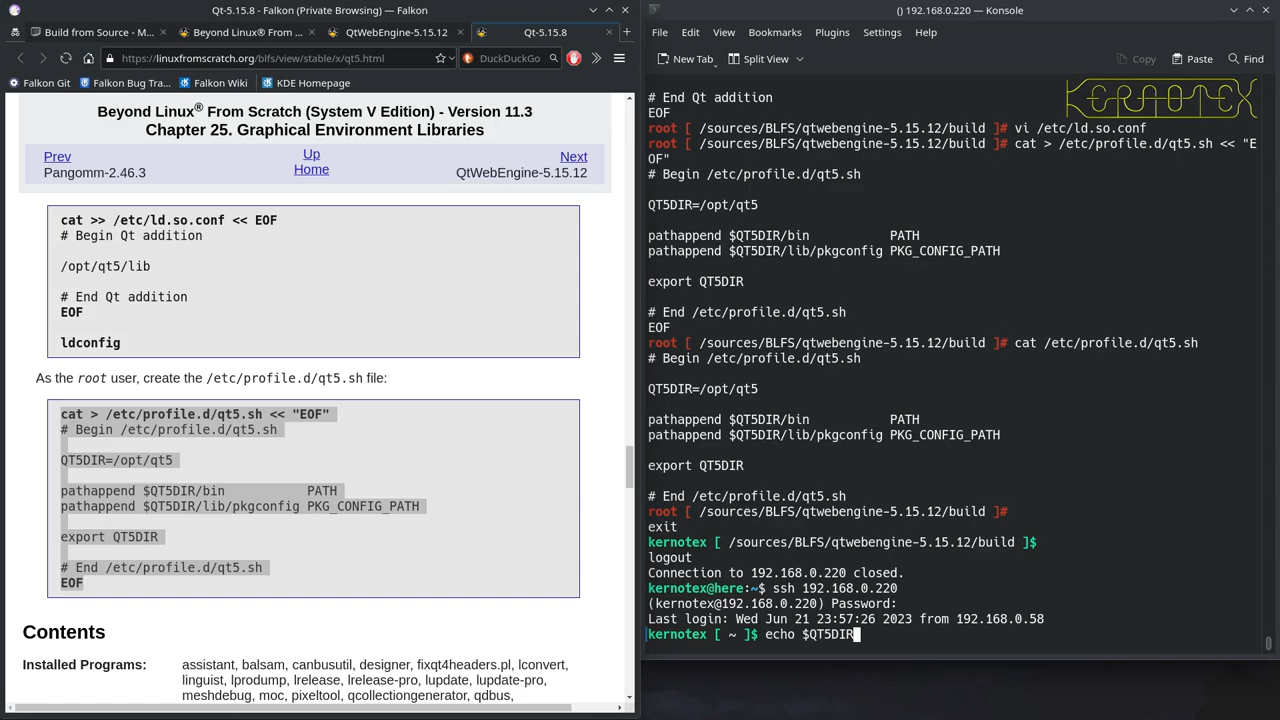 Qt-5.15.8 - Falkon (Private Browsing) — Falkon
Build from Source - M...
Beyond Linux® From ...
QtWebEngine-5.15.12
Qt-5.15.8
https://linuxfromscratch.org/blfs/view/stable/x/qt5.html
DuckDuckGo
Falkon Git
Falkon Bug Tra...
Falkon Wiki
KDE Homepage
Beyond Linux® From Scratch (System V Edition) - Version 11.3
Chapter 25. Graphical Environment Libraries
Prev
Up
Next
Pangomm-2.46.3
Home
QtWebEngine-5.15.12
cat >> /etc/ld.so.conf << EOF
# Begin Qt addition
/opt/qt5/lib
# End Qt addition
EOF
ldconfig
As the root user, create the /etc/profile.d/qt5.sh file:
cat > /etc/profile.d/qt5.sh << "EOF"
# Begin /etc/profile.d/qt5.sh
QT5DIR=/opt/qt5
pathappend $QT5DIR/bin           PATH
pathappend $QT5DIR/lib/pkgconfig PKG_CONFIG_PATH
export QT5DIR
# End /etc/profile.d/qt5.sh
EOF
Contents
Installed Programs:
assistant, balsam, canbusutil, designer, fixqt4headers.pl, lconvert,
linguist, lprodump, lrelease, lrelease-pro, lupdate, lupdate-pro,
meshdebug, moc, pixeltool, qcollectiongenerator, qdbus,
() 192.168.0.220 — Konsole
File Edit View Bookmarks Plugins Settings Help
New Tab
Split View
Copy
Paste
Find
KERNOTEX
# End Qt addition
EOF
root [ /sources/BLFS/qtwebengine-5.15.12/build ]# vi /etc/ld.so.conf
root [ /sources/BLFS/qtwebengine-5.15.12/build ]# cat > /etc/profile.d/qt5.sh << "E
OF"
# Begin /etc/profile.d/qt5.sh
QT5DIR=/opt/qt5
pathappend $QT5DIR/bin           PATH
pathappend $QT5DIR/lib/pkgconfig PKG_CONFIG_PATH
export QT5DIR
# End /etc/profile.d/qt5.sh
EOF
root [ /sources/BLFS/qtwebengine-5.15.12/build ]# cat /etc/profile.d/qt5.sh
# Begin /etc/profile.d/qt5.sh
QT5DIR=/opt/qt5
pathappend $QT5DIR/bin           PATH
pathappend $QT5DIR/lib/pkgconfig PKG_CONFIG_PATH
export QT5DIR
# End /etc/profile.d/qt5.sh
root [ /sources/BLFS/qtwebengine-5.15.12/build ]#
exit
kernotex [ /sources/BLFS/qtwebengine-5.15.12/build ]$
logout
Connection to 192.168.0.220 closed.
kernotex@here:~$ ssh 192.168.0.220
(kernotex@192.168.0.220) Password:
Last login: Wed Jun 21 23:57:26 2023 from 192.168.0.58
kernotex [ ~ ]$ echo $QT5DIR